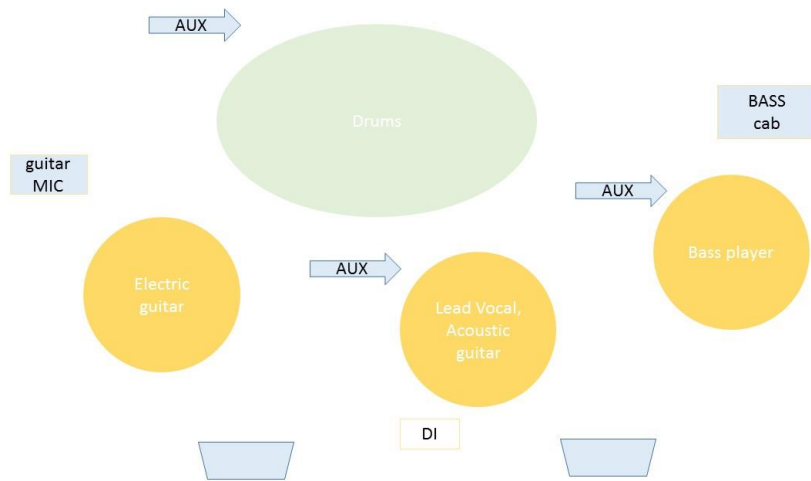 AUX
Drums
BASS
cab
guitar
MIC
AUX
Bass player
AUX
Electric
guitar
Lead Vocal,
Acoustic
guitar
DI